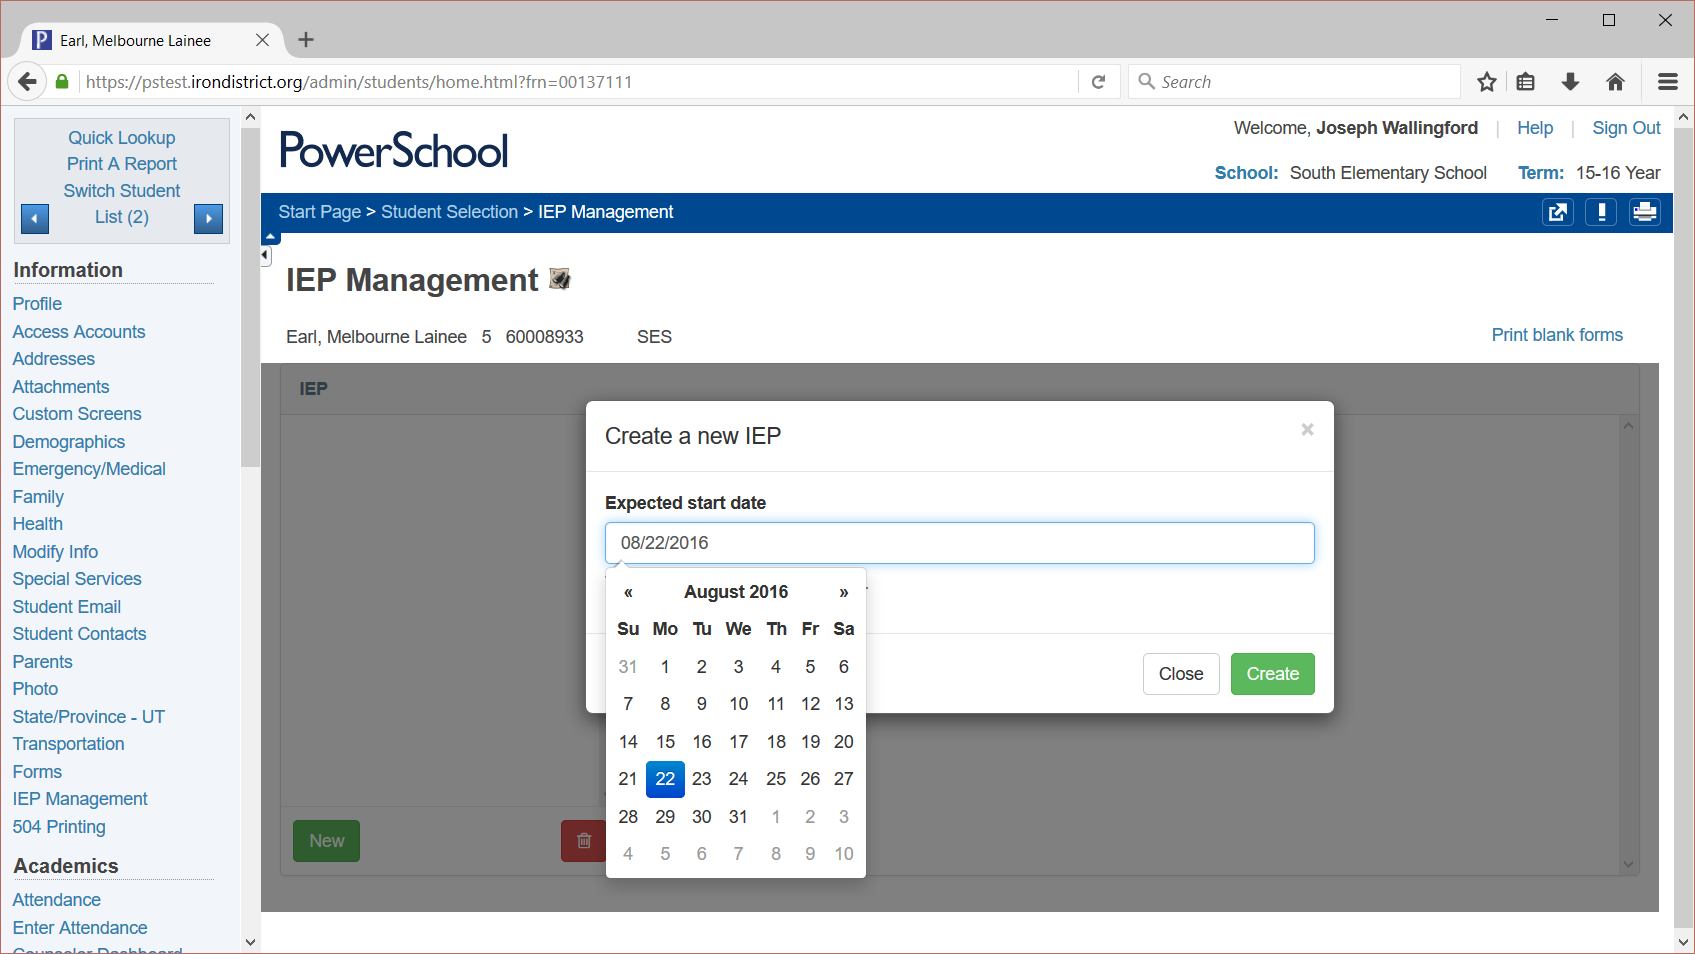 Earl, Melbourne Lainee
https://pstest.irondistrict.org/admin/students/home.html?frn=00137111
Search
Quick Lookup
Print A Report
Switch Student
List (2)
Information
Profile
Access Accounts
Addresses
Attachments
Custom Screens
Demographics
Emergency/Medical
Family
Health
Modify Info
Special Services
Student Email
Student Contacts
Parents
Photo
State/Province - UT
Transportation
Forms
IEP Management
504 Printing
Academics
Attendance
Enter Attendance
Counselor Dashboard
PowerSchool
Welcome, Joseph Wallingford | Help | Sign Out
School: South Elementary School Term: 15-16 Year
Start Page > Student Selection > IEP Management
IEP Management
Earl, Melbourne Lainee 5 60008933 SES
Print blank forms
IEP
Create a new IEP
×
Expected start date
08/22/2016
« August 2016 »
Su Mo Tu We Th Fr Sa
31 1 2 3 4 5 6
7 8 9 10 11 12 13
14 15 16 17 18 19 20
21 22 23 24 25 26 27
28 29 30 31 1 2 3
4 5 6 7 8 9 10
Close Create
New